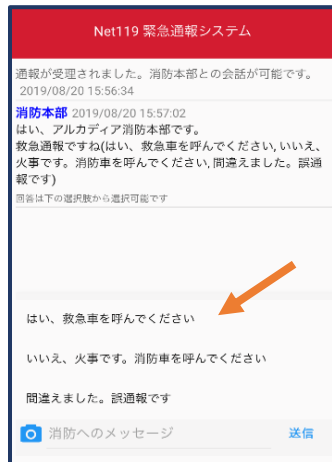 Net119 緊急通報システム
通報が受理されました。消防本部との会話が可能です。
2019/08/20 15:56:34
消防本部 2019/08/20 15:57:02
はい、アルカディア消防本部です。
救急通報ですね(はい、救急車を呼んでください, いいえ、
火事です。消防車を呼んでください, 間違えました。誤通
報です)
回答は下の選択肢から選択可能です
はい、救急車を呼んでください
いいえ、火事です。消防車を呼んでください
間違えました。誤通報です
消防へのメッセージ 送信